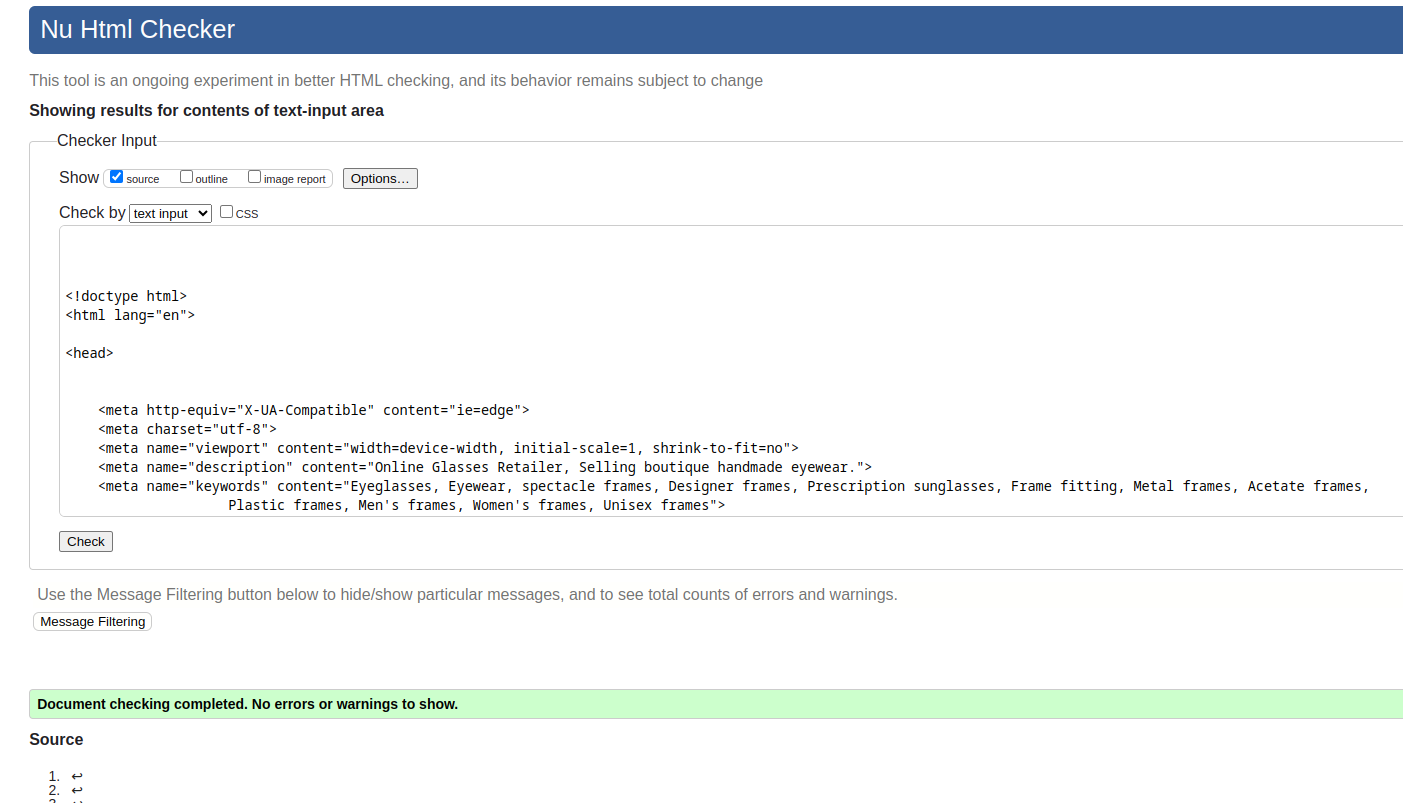 Nu Html Checker
This tool is an ongoing experiment in better HTML checking, and its behavior remains subject to change
Showing results for contents of text-input area
Checker Input
Show source outline image report Options…
Check by text input CSS
<!doctype html>
<html lang="en">
<head>
<meta http-equiv="X-UA-Compatible" content="ie=edge">
<meta charset="utf-8">
<meta name="viewport" content="width=device-width, initial-scale=1, shrink-to-fit=no">
<meta name="description" content="Online Glasses Retailer, Selling boutique handmade eyewear.">
<meta name="keywords" content="Eyeglasses, Eyewear, spectacle frames, Designer frames, Prescription sunglasses, Frame fitting, Metal frames, Acetate frames,
Plastic frames, Men's frames, Women's frames, Unisex frames">
Check
Use the Message Filtering button below to hide/show particular messages, and to see total counts of errors and warnings.
Message Filtering
Document checking completed. No errors or warnings to show.
Source
1. ↩
2. ↩